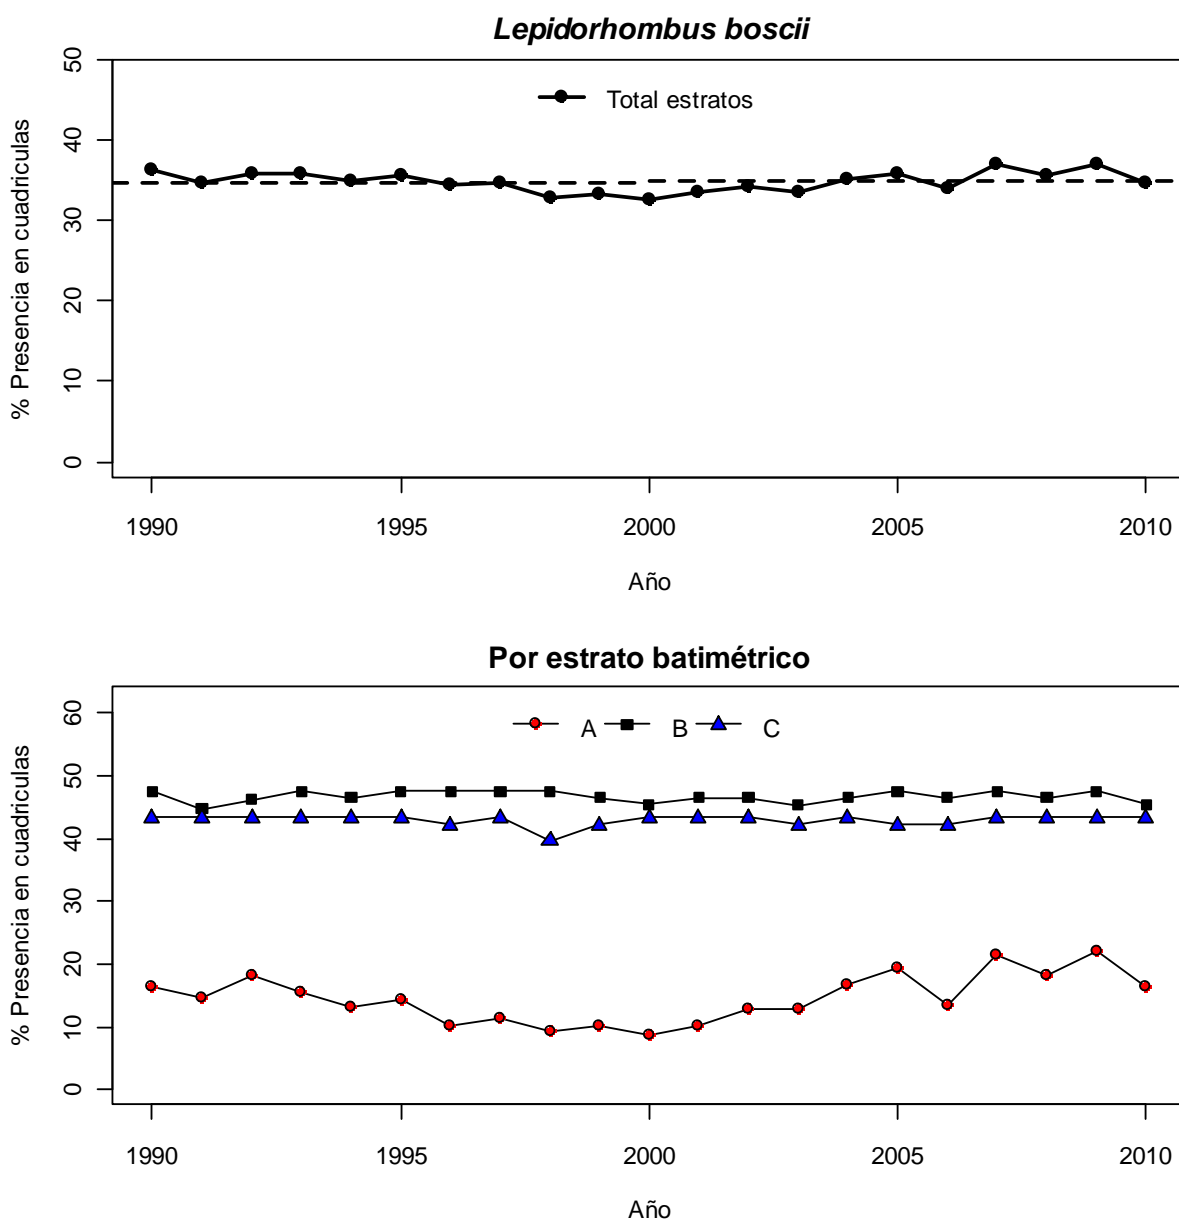 Lepidorhombus boscii
% Presencia en cuadriculas
50
40
30
20
10
0
Total estratos
1990 1995 2000 2005 2010
Año
Por estrato batimétrico
% Presencia en cuadriculas
60
50
40
30
20
10
0
A B C
1990 1995 2000 2005 2010
Año